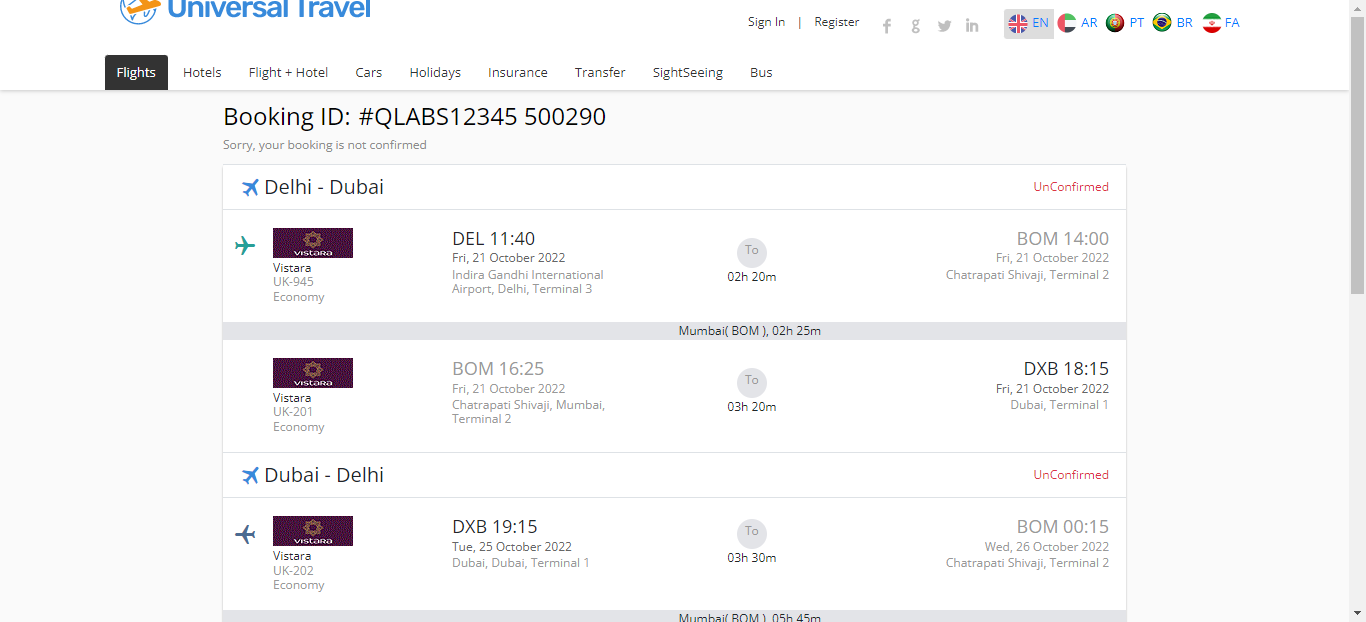 Universal Travel
Sign In | Register
EN AR PT BR FA
Flights Hotels Flight + Hotel Cars Holidays Insurance Transfer SightSeeing Bus
Booking ID: #QLABS12345 500290
Sorry, your booking is not confirmed
Delhi - Dubai
UnConfirmed
VISTARA
Vistara
UK-945
Economy
DEL 11:40
Fri, 21 October 2022
Indira Gandhi International
Airport, Delhi, Terminal 3
To
02h 20m
BOM 14:00
Fri, 21 October 2022
Chatrapati Shivaji, Terminal 2
Mumbai( BOM ), 02h 25m
VISTARA
Vistara
UK-201
Economy
BOM 16:25
Fri, 21 October 2022
Chatrapati Shivaji, Mumbai,
Terminal 2
To
03h 20m
DXB 18:15
Fri, 21 October 2022
Dubai, Terminal 1
Dubai - Delhi
UnConfirmed
VISTARA
Vistara
UK-202
Economy
DXB 19:15
Tue, 25 October 2022
Dubai, Dubai, Terminal 1
To
03h 30m
BOM 00:15
Wed, 26 October 2022
Chatrapati Shivaji, Terminal 2
Mumbai( BOM ), 05h 45m